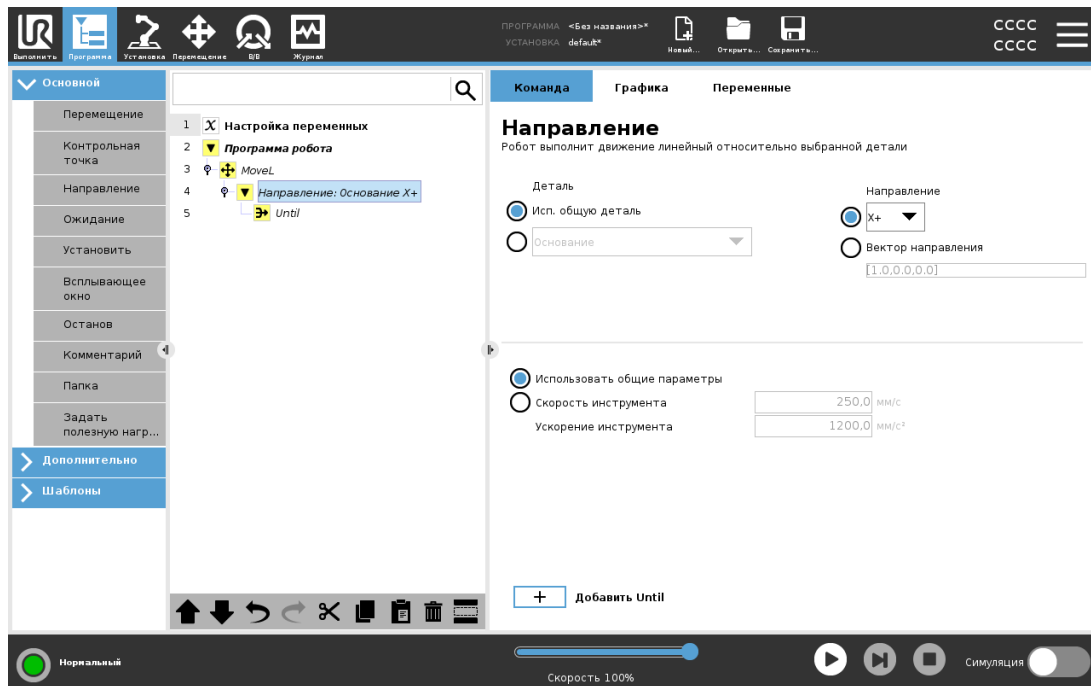 UR
Выполнить
Программа
Установка
Перемещение
В/В
Журнал
ПРОГРАММА <Без названия>*
УСТАНОВКА default*
Новый...
Открыть...
Сохранить...
CCCC
CCCC
Основной
Перемещение
Контрольная
точка
Направление
Ожидание
Установить
Всплывающее
окно
Останов
Комментарий
Папка
Задать
полезную нагр...
Дополнительно
Шаблоны
1 X Настройка переменных
2 Программа робота
3 MoveL
4 Направление: Основание X+
5 Until
Команда
Графика
Переменные
Направление
Робот выполнит движение линейный относительно выбранной детали
Деталь
Исп. общую деталь
Основание
Направление
X+
Вектор направления
[1.0,0.0,0.0]
Использовать общие параметры
Скорость инструмента 250,0 мм/с
Ускорение инструмента 1200,0 мм/с²
+ Добавить Until
Нормальный
Скорость 100%
Симуляция